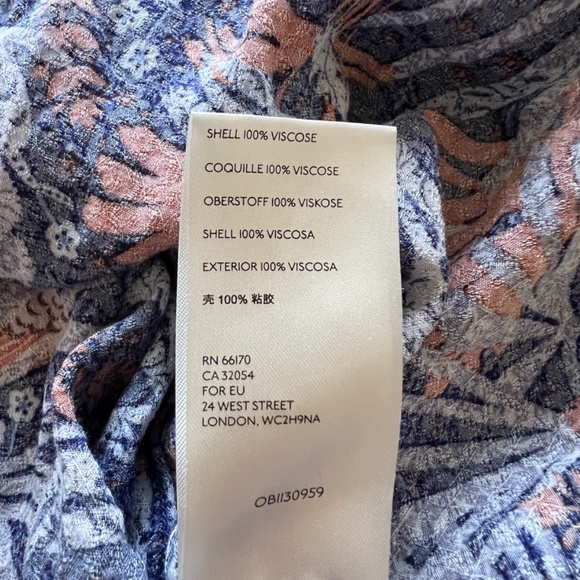 SHELL 100% VISCOSE
COQUILLE 100% VISCOSE
OBERSTOFF 100% VISKOSE
SHELL 100% VISCOSA
EXTERIOR 100% VISCOSA
壳 100% 粘胶
RN 66170
CA 32054
FOR EU
24 WEST STREET
LONDON, WC2H9NA
OB1130959